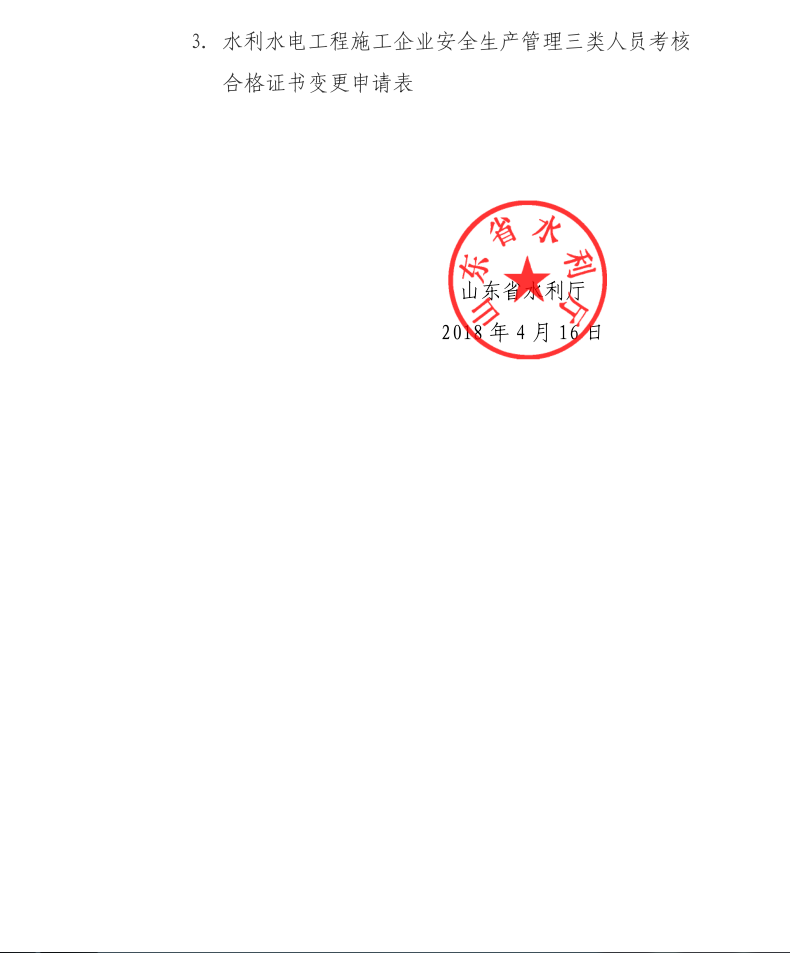 3. 水利水电工程施工企业安全生产管理三类人员考核
合格证书变更申请表
山东省水利厅
山东省水利厅
2018 年 4 月 16 日